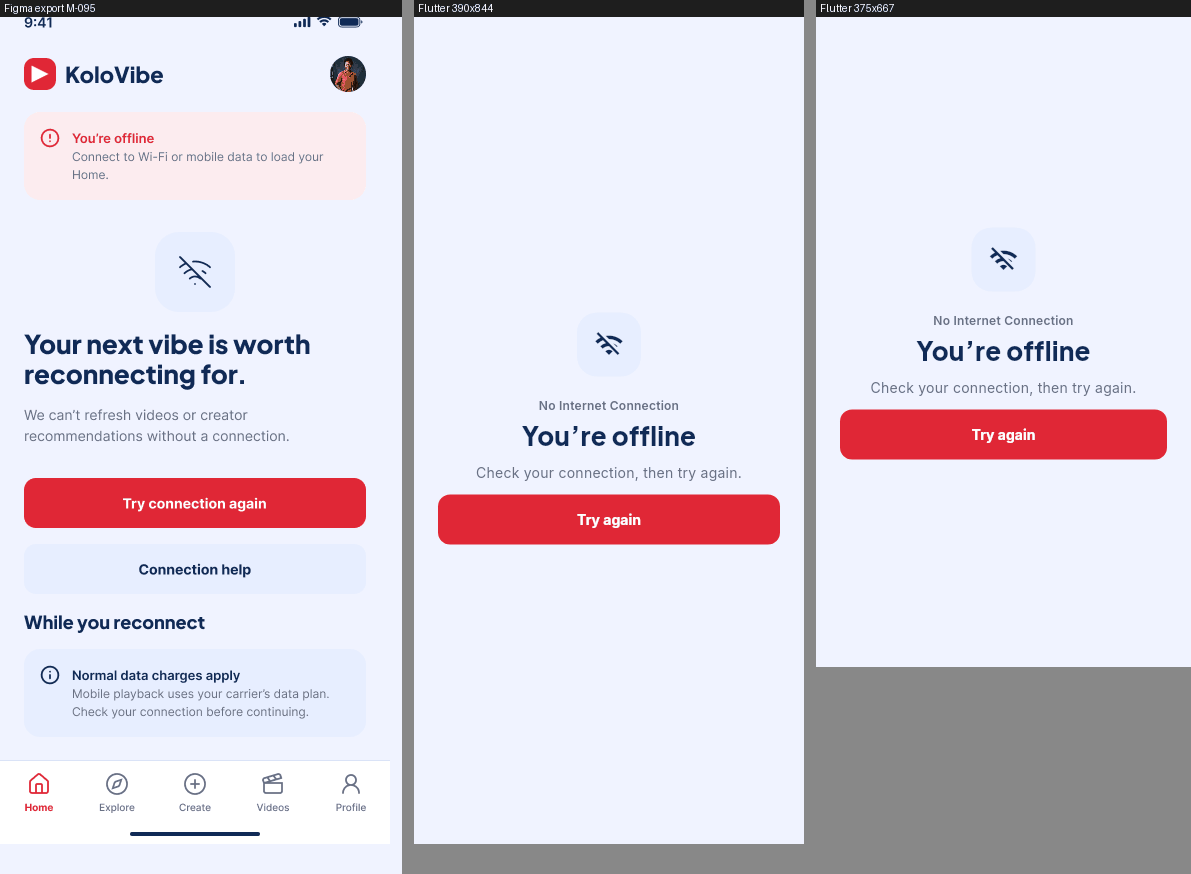 Figma export M-095
9:41
KoloVibe
You're offline
Connect to Wi-Fi or mobile data to load your
Home.
Your next vibe is worth
reconnecting for.
We can't refresh videos or creator
recommendations without a connection.
Try connection again
Connection help
While you reconnect
Normal data charges apply
Mobile playback uses your carrier's data plan.
Check your connection before continuing.
Home
Explore
Create
Videos
Profile
Flutter 390x844
No Internet Connection
You’re offline
Check your connection, then try again.
Try again
Flutter 375x667
No Internet Connection
You’re offline
Check your connection, then try again.
Try again